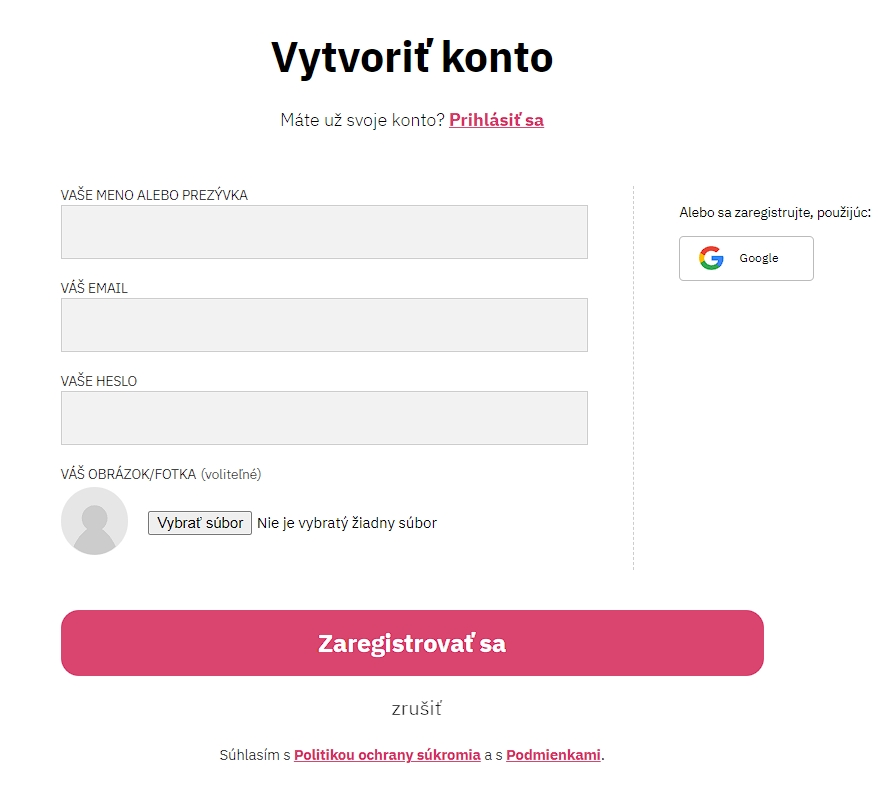 Vytvoriť konto
Máte už svoje konto? Prihlásiť sa
VAŠE MENO ALEBO PREZÝVKA
VÁŠ EMAIL
VAŠE HESLO
VÁŠ OBRÁZOK/FOTKA (voliteľné)
Vybrať súbor Nie je vybratý žiadny súbor
Alebo sa zaregistrujte, použijúc:
Google
Zaregistrovať sa
zrušiť
Súhlasím s Politikou ochrany súkromia a s Podmienkami.